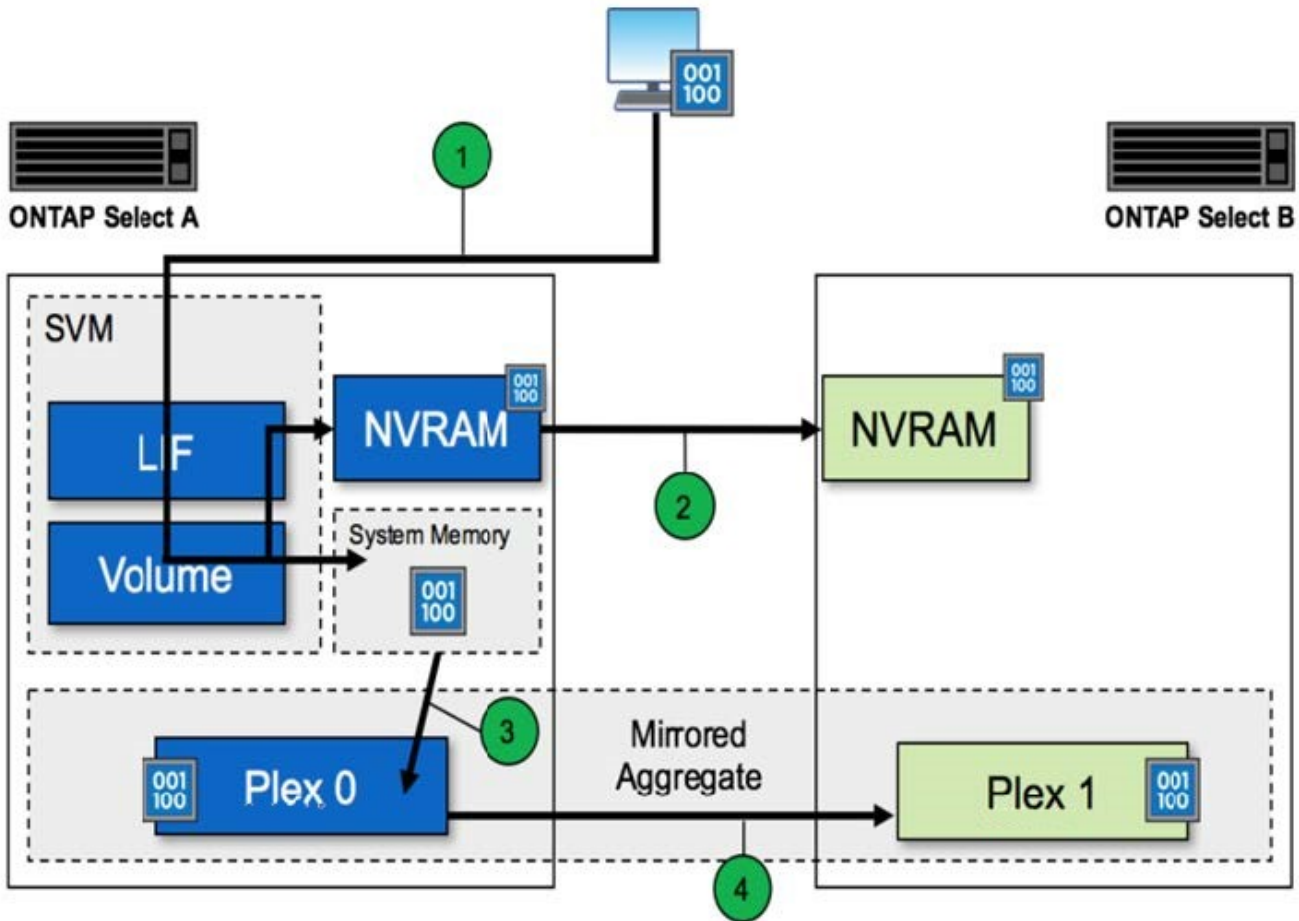 001
100
1
ONTAP Select A
ONTAP Select B
SVM
LIF
Volume
NVRAM
001
100
2
NVRAM
001
100
System Memory
001
100
3
Mirrored
Aggregate
001
100
Plex 0
Plex 1
001
100
4